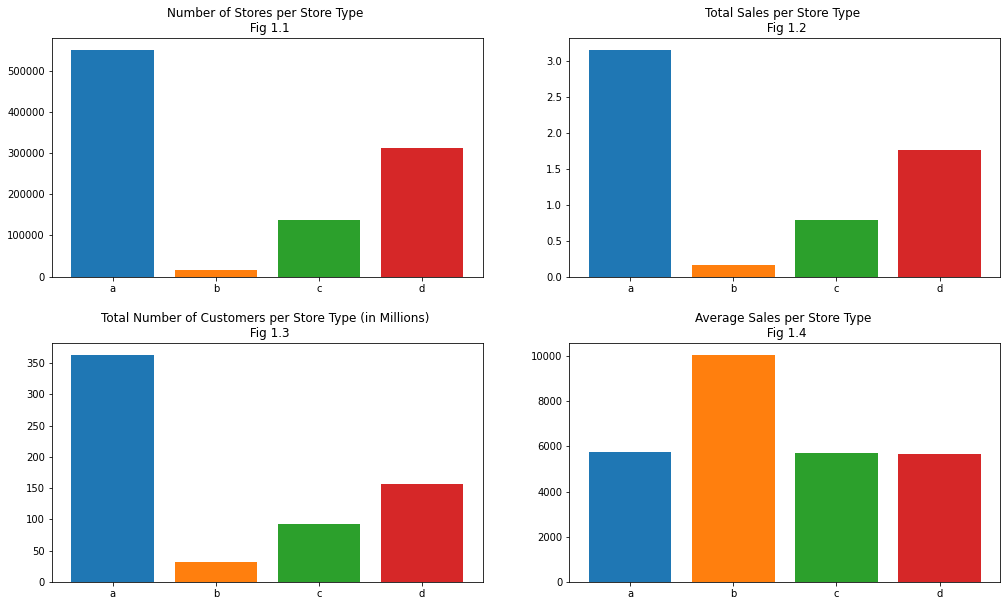 Number of Stores per Store Type
Fig 1.1
500000
400000
300000
200000
100000
0
a b c d
Total Sales per Store Type
Fig 1.2
3.0
2.5
2.0
1.5
1.0
0.5
0.0
a b c d
Total Number of Customers per Store Type (in Millions)
Fig 1.3
350
300
250
200
150
100
50
0
a b c d
Average Sales per Store Type
Fig 1.4
10000
8000
6000
4000
2000
0
a b c d